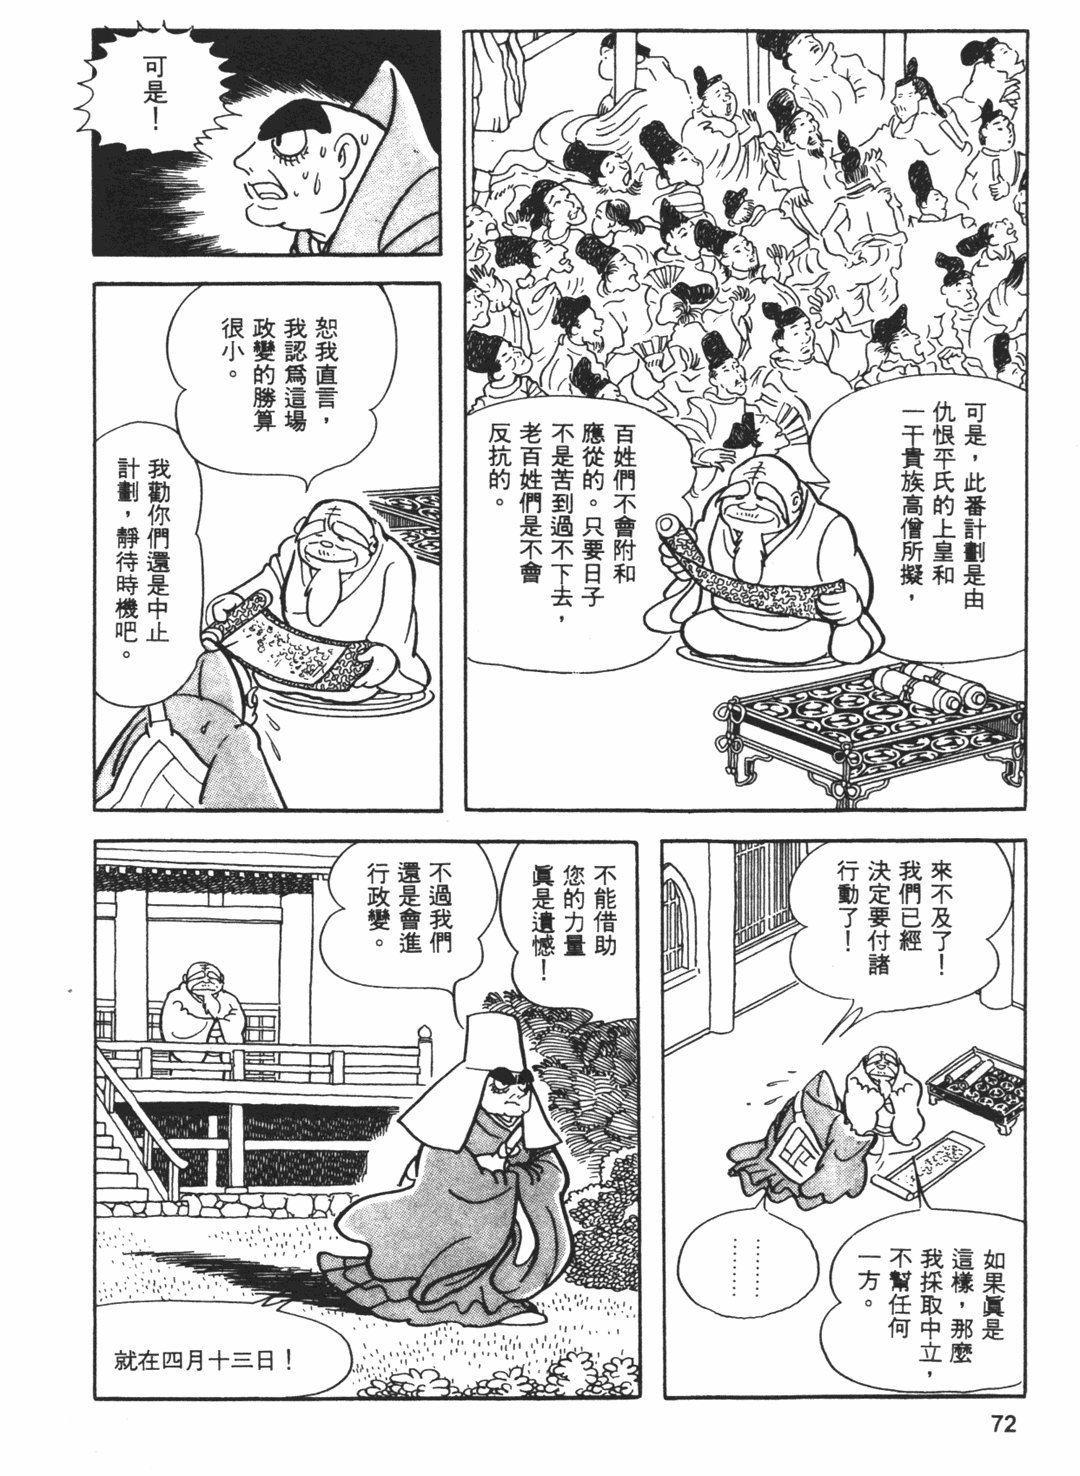 可是，此番計劃是由
仇恨平氏的上皇和
一干貴族高僧所擬，
百姓們不會附和
應從的。只要日子
不是苦到過不下去，
老百姓們是不會
反抗的。
可是！
恕我直言，
我認為這場
政變的勝算
很小。
我勸你們還是中止
計劃，靜待時機吧。
來不及了！
我們已經
決定要付諸
行動了！
如果眞是
這樣，那麼
我採取中立，
不幫任何
一方。
………
………
不能借助
您的力量
眞是遺憾！
不過我們
還是會進
行政變。
就在四月十三日！
72